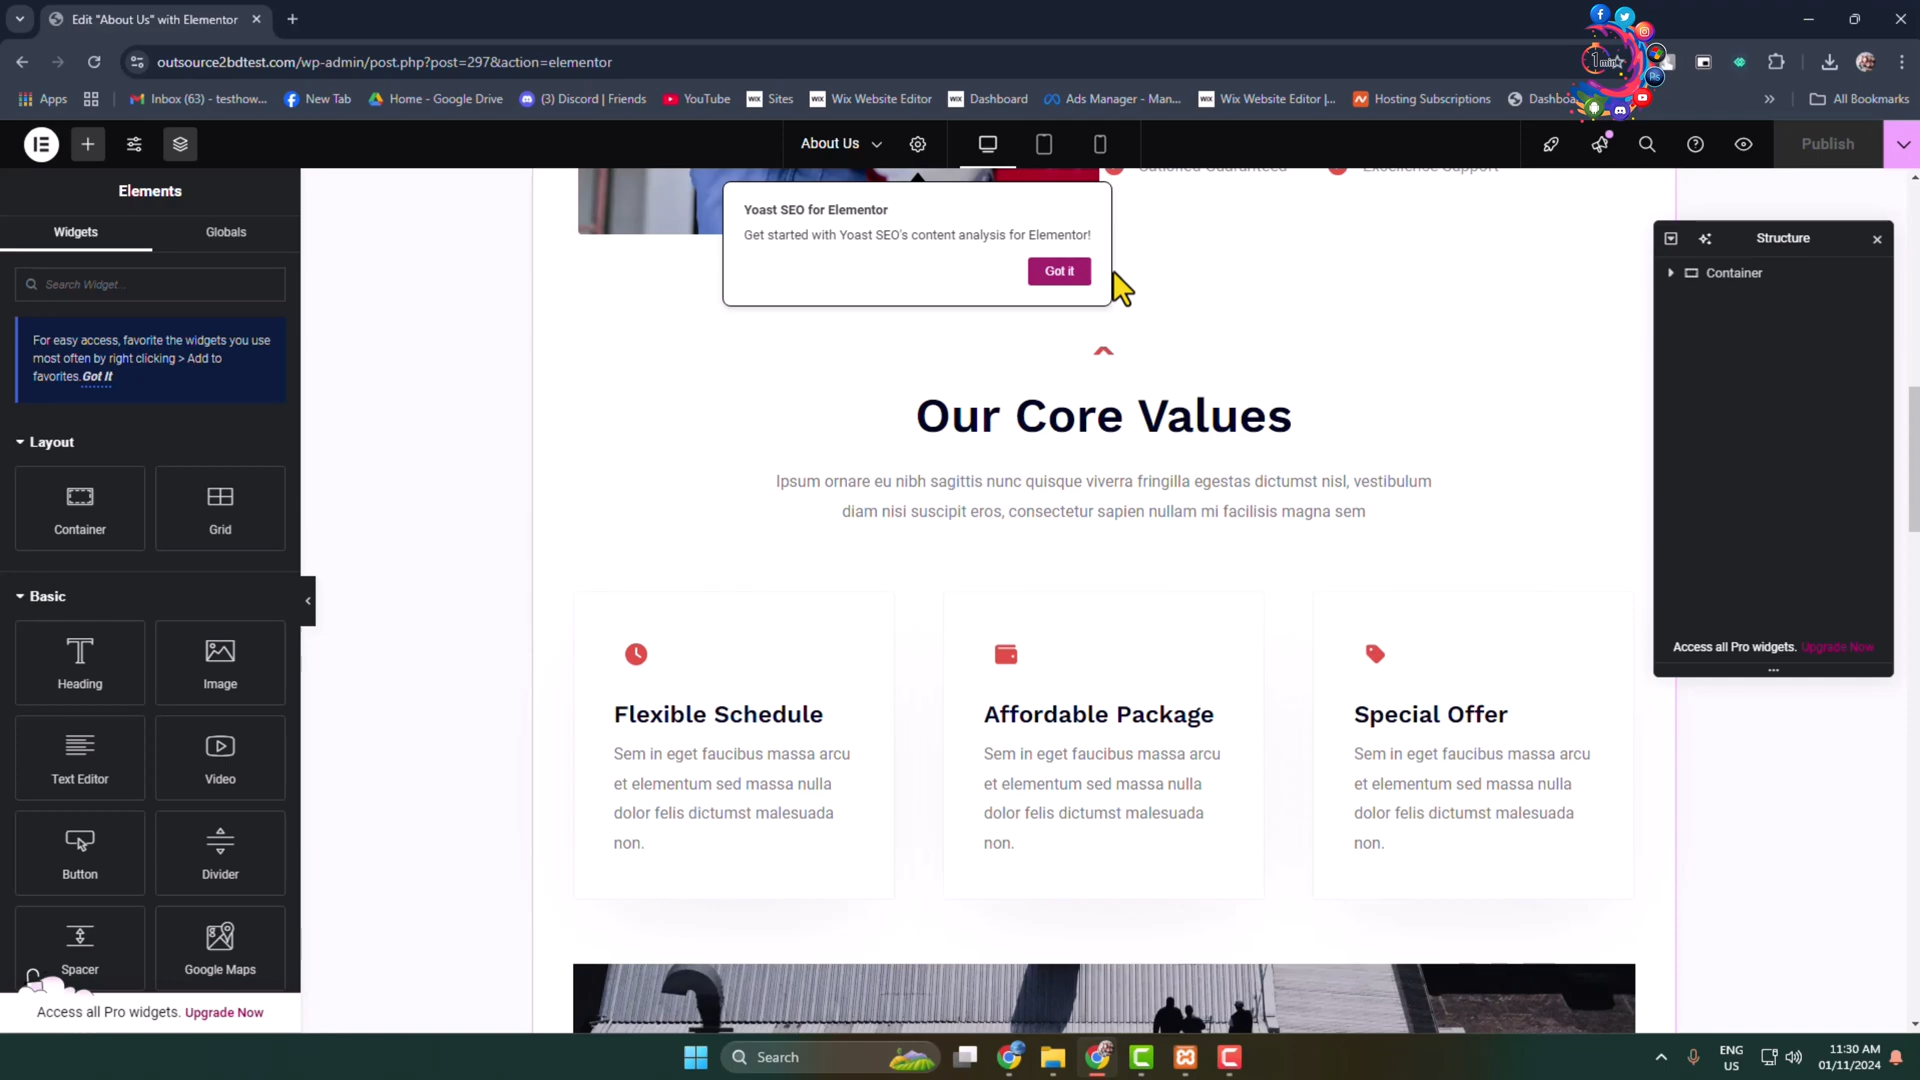 Edit "About Us" with Elementor
outsource2bdtest.com/wp-admin/post.php?post=297&action=elementor
1 min
Apps
Inbox (63) - testhow...
New Tab
Home - Google Drive
(3) Discord | Friends
YouTube
WIX Sites
WIX Wix Website Editor
WIX Dashboard
Ads Manager - Man...
WIX Wix Website Editor |...
Hosting Subscriptions
All Bookmarks
About Us
Publish
Elements
Widgets
Globals
Search Widget...
For easy access, favorite the widgets you use
most often by right clicking > Add to
favorites. Got It
Layout
Container
Grid
Basic
Heading
Image
Text Editor
Video
Button
Divider
Spacer
Google Maps
Access all Pro widgets. Upgrade Now
Excellence Support
Yoast SEO for Elementor
Get started with Yoast SEO's content analysis for Elementor!
Got it
Our Core Values
Ipsum ornare eu nibh sagittis nunc quisque viverra fringilla egestas dictumst nisl, vestibulum
diam nisi suscipit eros, consectetur sapien nullam mi facilisis magna sem
Flexible Schedule
Sem in eget faucibus massa arcu
et elementum sed massa nulla
dolor felis dictumst malesuada
non.
Affordable Package
Sem in eget faucibus massa arcu
et elementum sed massa nulla
dolor felis dictumst malesuada
non.
Special Offer
Sem in eget faucibus massa arcu
et elementum sed massa nulla
dolor felis dictumst malesuada
non.
Structure
Container
Access all Pro widgets. Upgrade Now
Search
ENG
US
11:30 AM
01/11/2024